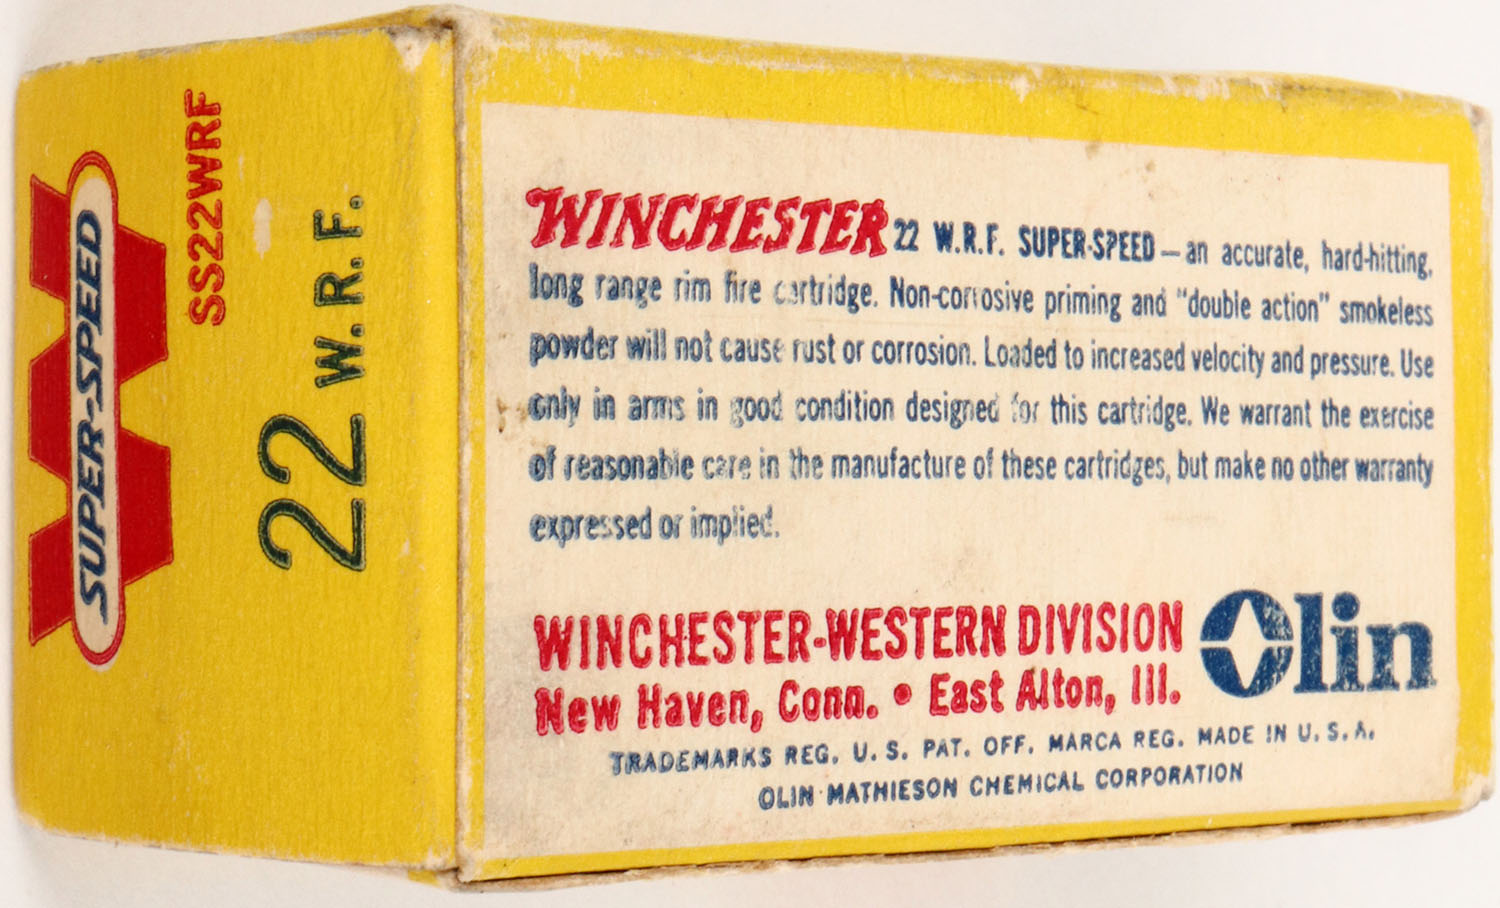 SUPER-SPEED
SS22WRF
22 W.R.F.
WINCHESTER 22 W.R.F. SUPER-SPEED — an accurate, hard-hitting,
long range rim fire cartridge. Non-corrosive priming and "double action" smokeless
powder will not cause rust or corrosion. Loaded to increased velocity and pressure. Use
only in arms in good condition designed for this cartridge. We warrant the exercise
of reasonable care in the manufacture of these cartridges, but make no other warranty
expressed or implied.
WINCHESTER-WESTERN DIVISION
New Haven, Conn. • East Alton, Ill.
Olin
TRADEMARKS REG. U. S. PAT. OFF. MARCA REG. MADE IN U. S. A.
OLIN MATHIESON CHEMICAL CORPORATION